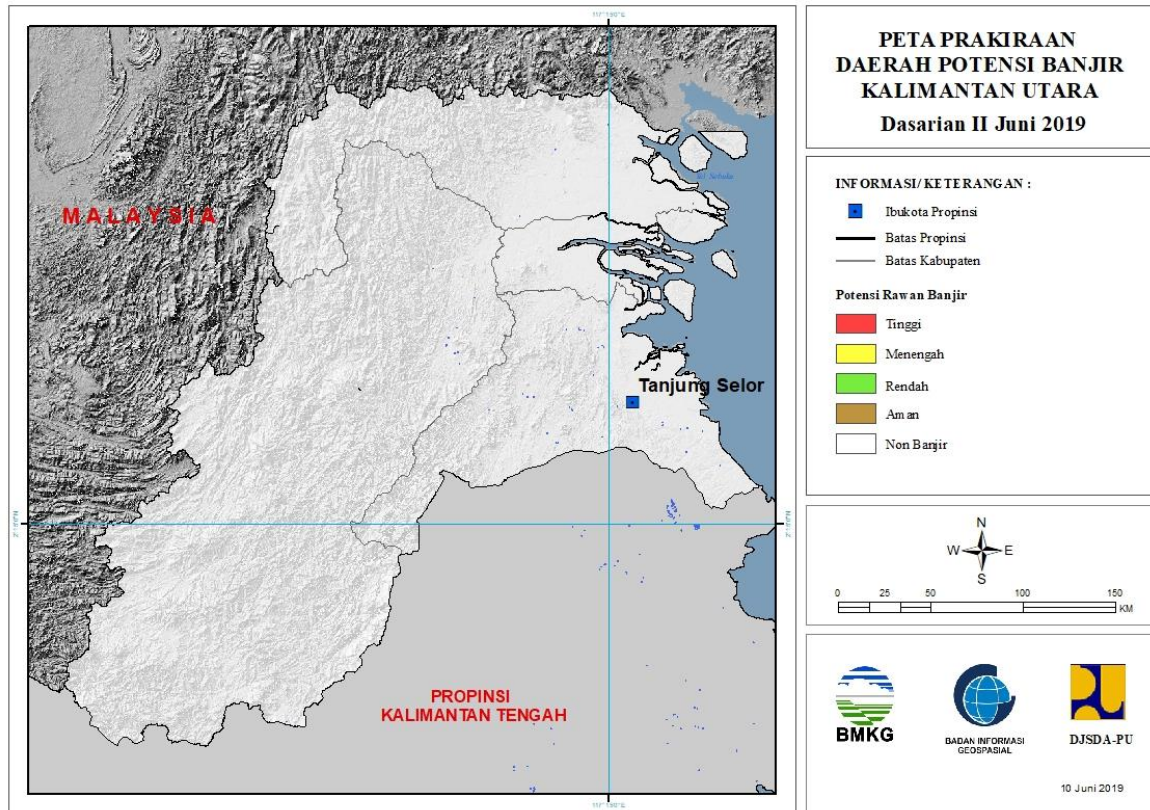 PETA PRAKIRAAN
DAERAH POTENSI BANJIR
KALIMANTAN UTARA
Dasarian II Juni 2019
INFORMASI/ KETERANGAN :
Ibukota Propinsi
Batas Propinsi
Batas Kabupaten
Potensi Rawan Banjir
Tinggi
Menengah
Rendah
Aman
Non Banjir
MALAYSIA
Tanjung Selor
PROPINSI
KALIMANTAN TENGAH
N
W E
S
0 25 50 100 150
KM
BMKG
BADAN INFORMASI
GEOSPASIAL
DJSDA-PU
10 Juni 2019